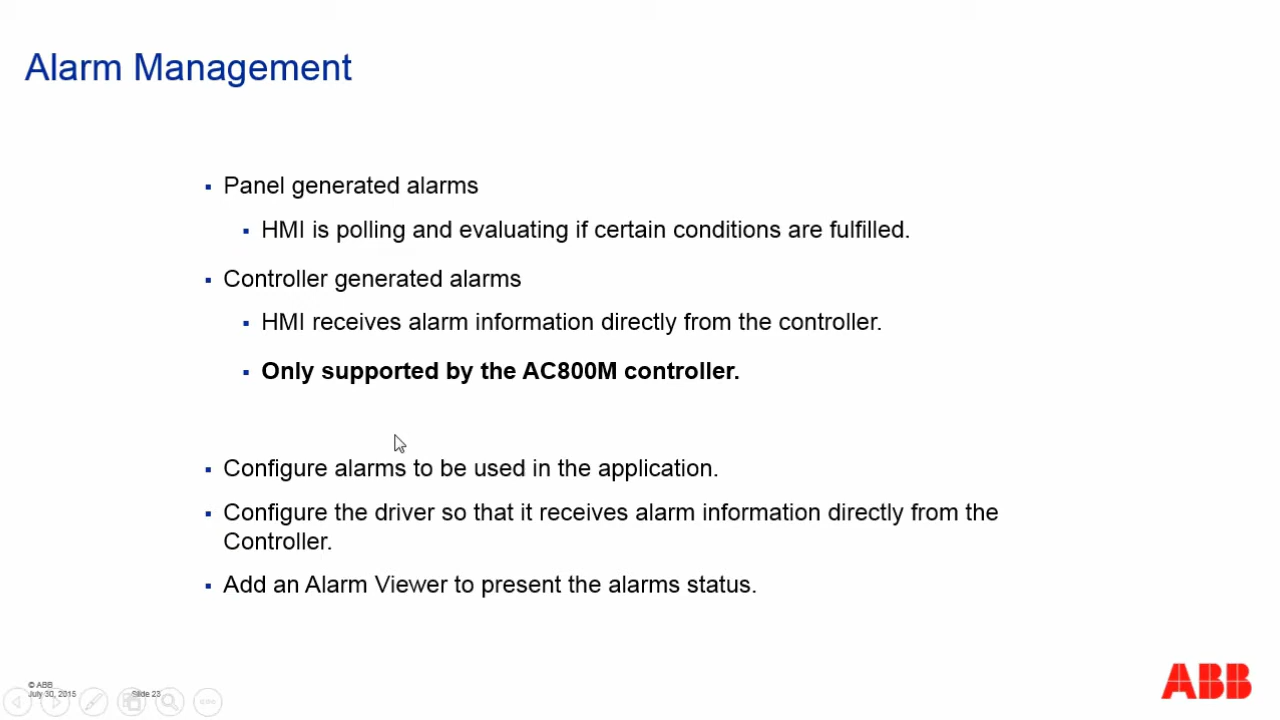 Alarm Management
Panel generated alarms
HMI is polling and evaluating if certain conditions are fulfilled.
Controller generated alarms
HMI receives alarm information directly from the controller.
Only supported by the AC800M controller.
Configure alarms to be used in the application.
Configure the driver so that it receives alarm information directly from the
Controller.
Add an Alarm Viewer to present the alarms status.
© ABB
July 30, 2015
Slide 23
ABB